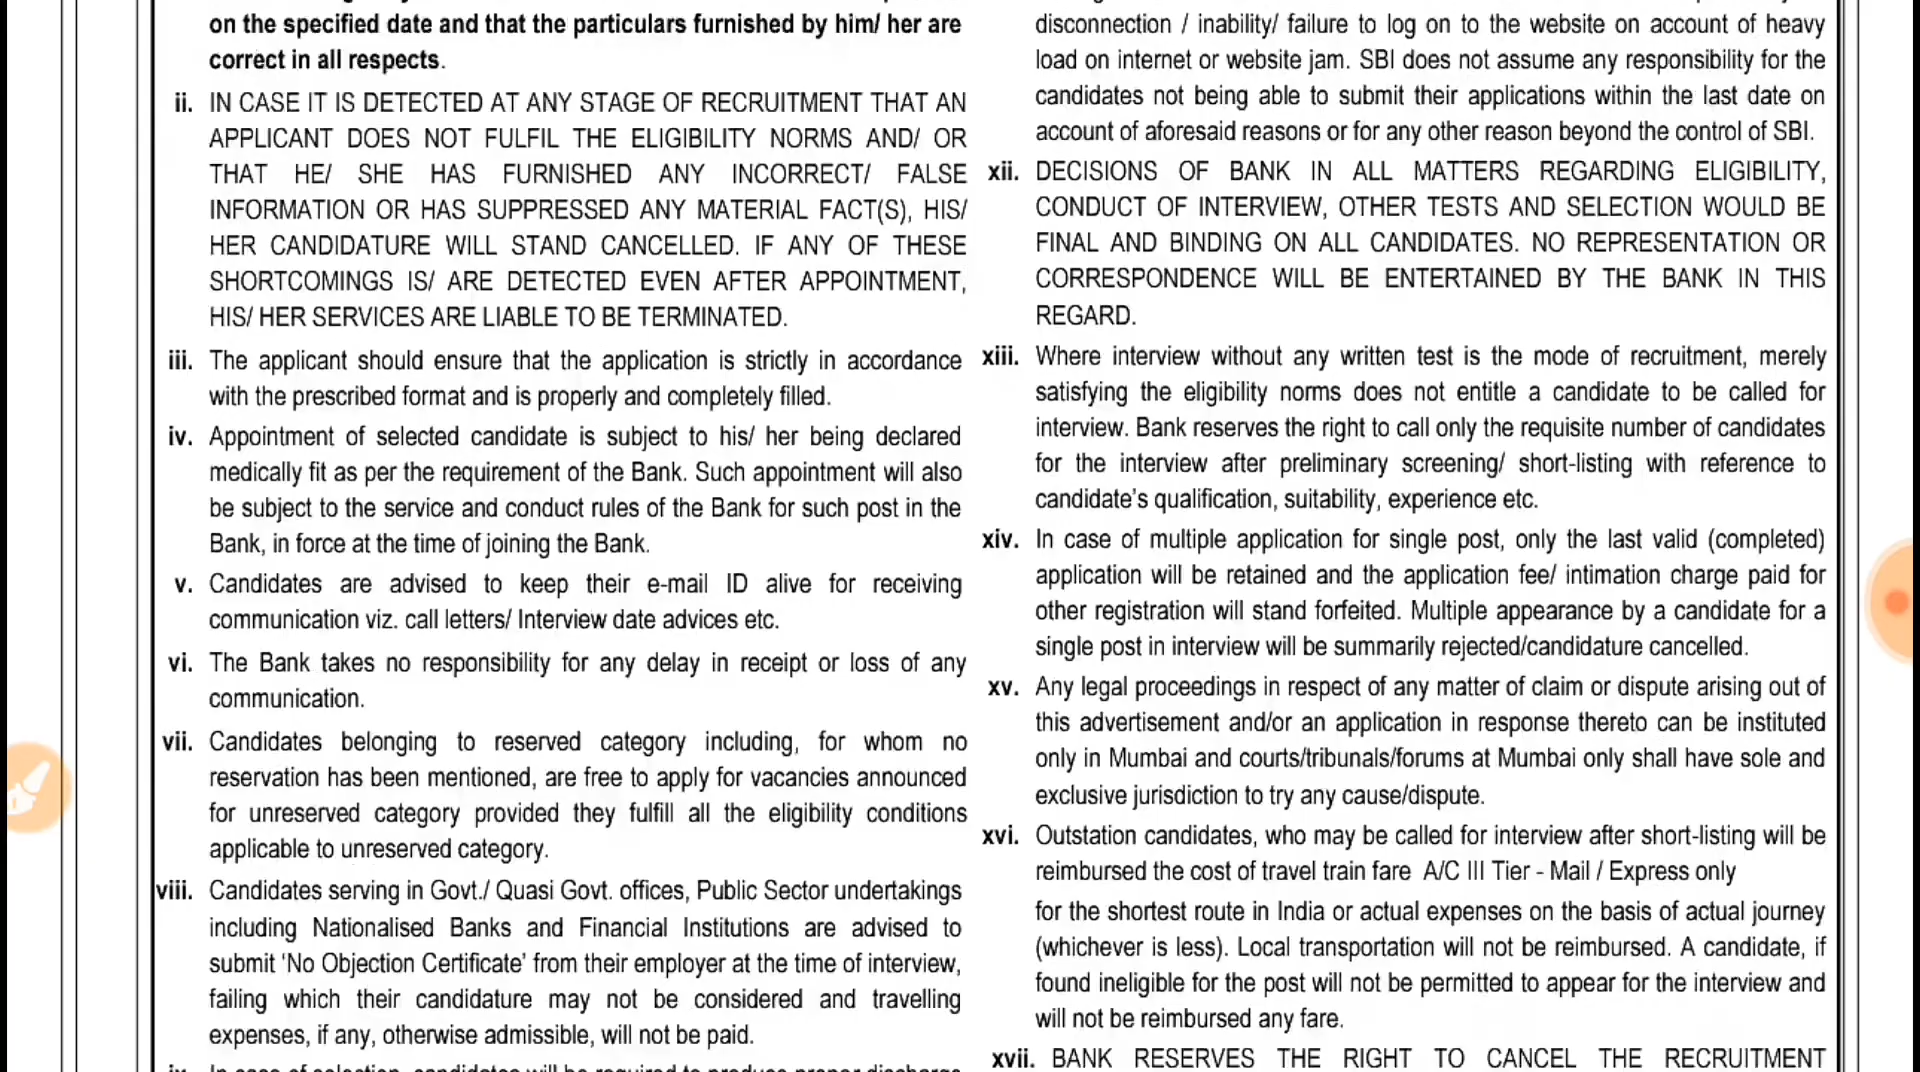 on the specified date and that the particulars furnished by him/ her are
correct in all respects.
ii. IN CASE IT IS DETECTED AT ANY STAGE OF RECRUITMENT THAT AN
APPLICANT DOES NOT FULFIL THE ELIGIBILITY NORMS AND/ OR
THAT HE/ SHE HAS FURNISHED ANY INCORRECT/ FALSE
INFORMATION OR HAS SUPPRESSED ANY MATERIAL FACT(S), HIS/
HER CANDIDATURE WILL STAND CANCELLED. IF ANY OF THESE
SHORTCOMINGS IS/ ARE DETECTED EVEN AFTER APPOINTMENT,
HIS/ HER SERVICES ARE LIABLE TO BE TERMINATED.
iii. The applicant should ensure that the application is strictly in accordance
with the prescribed format and is properly and completely filled.
iv. Appointment of selected candidate is subject to his/ her being declared
medically fit as per the requirement of the Bank. Such appointment will also
be subject to the service and conduct rules of the Bank for such post in the
Bank, in force at the time of joining the Bank.
v. Candidates are advised to keep their e-mail ID alive for receiving
communication viz. call letters/ Interview date advices etc.
vi. The Bank takes no responsibility for any delay in receipt or loss of any
communication.
vii. Candidates belonging to reserved category including, for whom no
reservation has been mentioned, are free to apply for vacancies announced
for unreserved category provided they fulfill all the eligibility conditions
applicable to unreserved category.
viii. Candidates serving in Govt./ Quasi Govt. offices, Public Sector undertakings
including Nationalised Banks and Financial Institutions are advised to
submit ‘No Objection Certificate’ from their employer at the time of interview,
failing which their candidature may not be considered and travelling
expenses, if any, otherwise admissible, will not be paid.
ix. In case of selection, candidates will be required to produce proper discharge
disconnection / inability/ failure to log on to the website on account of heavy
load on internet or website jam. SBI does not assume any responsibility for the
candidates not being able to submit their applications within the last date on
account of aforesaid reasons or for any other reason beyond the control of SBI.
xii. DECISIONS OF BANK IN ALL MATTERS REGARDING ELIGIBILITY,
CONDUCT OF INTERVIEW, OTHER TESTS AND SELECTION WOULD BE
FINAL AND BINDING ON ALL CANDIDATES. NO REPRESENTATION OR
CORRESPONDENCE WILL BE ENTERTAINED BY THE BANK IN THIS
REGARD.
xiii. Where interview without any written test is the mode of recruitment, merely
satisfying the eligibility norms does not entitle a candidate to be called for
interview. Bank reserves the right to call only the requisite number of candidates
for the interview after preliminary screening/ short-listing with reference to
candidate’s qualification, suitability, experience etc.
xiv. In case of multiple application for single post, only the last valid (completed)
application will be retained and the application fee/ intimation charge paid for
other registration will stand forfeited. Multiple appearance by a candidate for a
single post in interview will be summarily rejected/candidature cancelled.
xv. Any legal proceedings in respect of any matter of claim or dispute arising out of
this advertisement and/or an application in response thereto can be instituted
only in Mumbai and courts/tribunals/forums at Mumbai only shall have sole and
exclusive jurisdiction to try any cause/dispute.
xvi. Outstation candidates, who may be called for interview after short-listing will be
reimbursed the cost of travel train fare A/C III Tier - Mail / Express only
for the shortest route in India or actual expenses on the basis of actual journey
(whichever is less). Local transportation will not be reimbursed. A candidate, if
found ineligible for the post will not be permitted to appear for the interview and
will not be reimbursed any fare.
xvii. BANK RESERVES THE RIGHT TO CANCEL THE RECRUITMENT